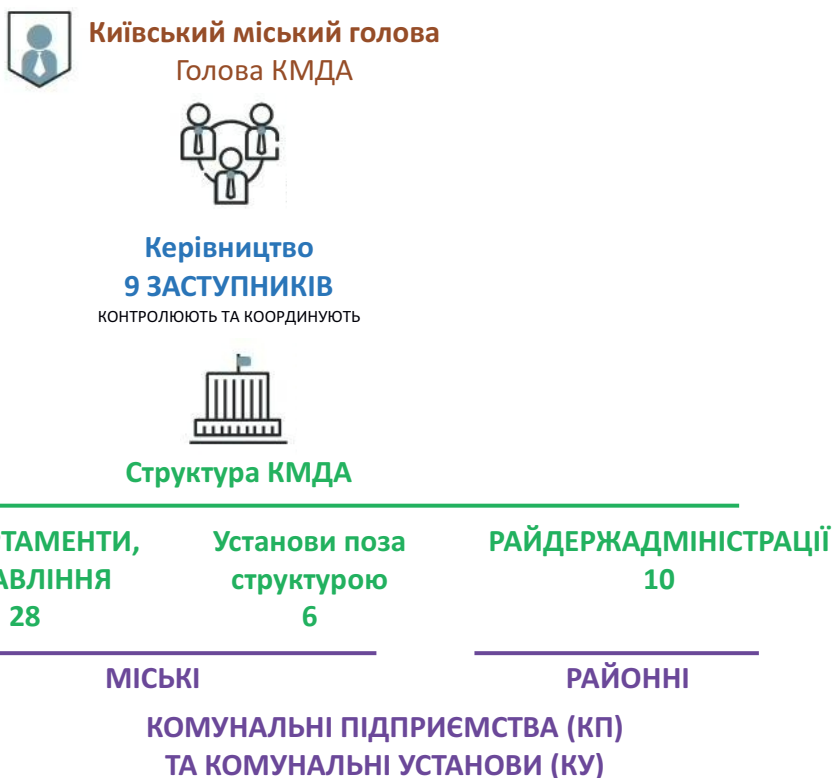 Київський міський голова
Голова КМДА
Керівництво
9 ЗАСТУПНИКІВ
КОНТРОЛЮЮТЬ ТА КООРДИНУЮТЬ
Структура КМДА
ТАМЕНТИ,
АВЛІННЯ
28
Установи поза
структурою
6
РАЙДЕРЖАДМІНІСТРАЦІЇ
10
МІСЬКІ
РАЙОННІ
КОМУНАЛЬНІ ПІДПРИЄМСТВА (КП)
ТА КОМУНАЛЬНІ УСТАНОВИ (КУ)